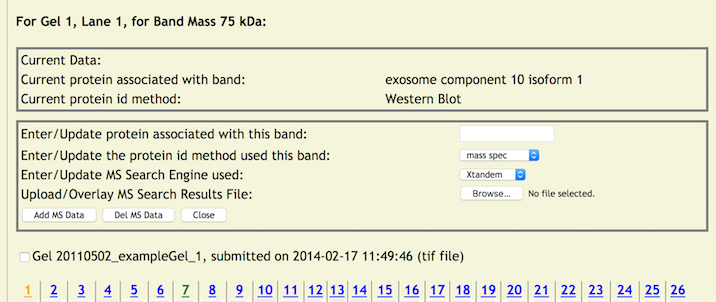 For Gel 1, Lane 1, for Band Mass 75 kDa:
Current Data:
Current protein associated with band: exosome component 10 isoform 1
Current protein id method: Western Blot
Enter/Update protein associated with this band:
Enter/Update the protein id method used this band: mass spec
Enter/Update MS Search Engine used: Xtandem
Upload/Overlay MS Search Results File: Browse... No file selected.
Add MS Data Del MS Data Close
Gel 20110502_exampleGel_1, submitted on 2014-02-17 11:49:46 (tif file)
1 2 3 4 5 6 7 8 9 10 11 12 13 14 15 16 17 18 19 20 21 22 23 24 25 26